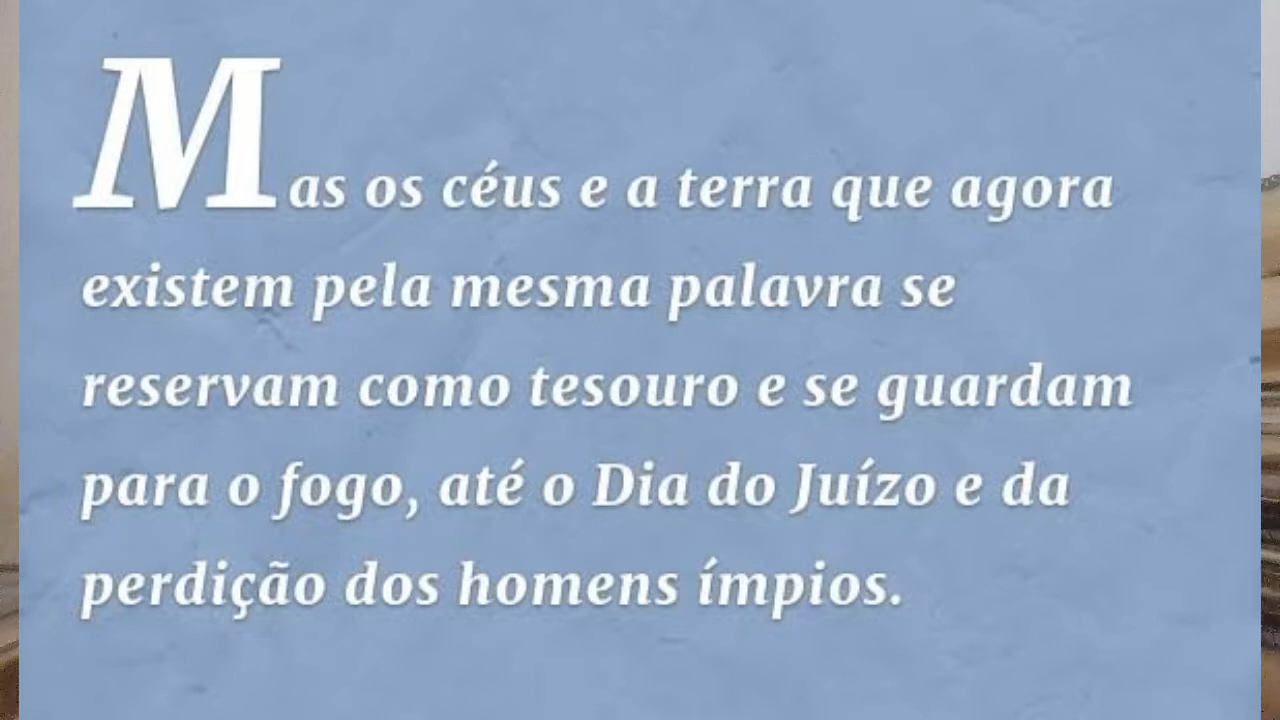 Mas os céus e a terra que agora
existem pela mesma palavra se
reservam como tesouro e se guardam
para o fogo, até o Dia do Juízo e da
perdição dos homens ímpios.